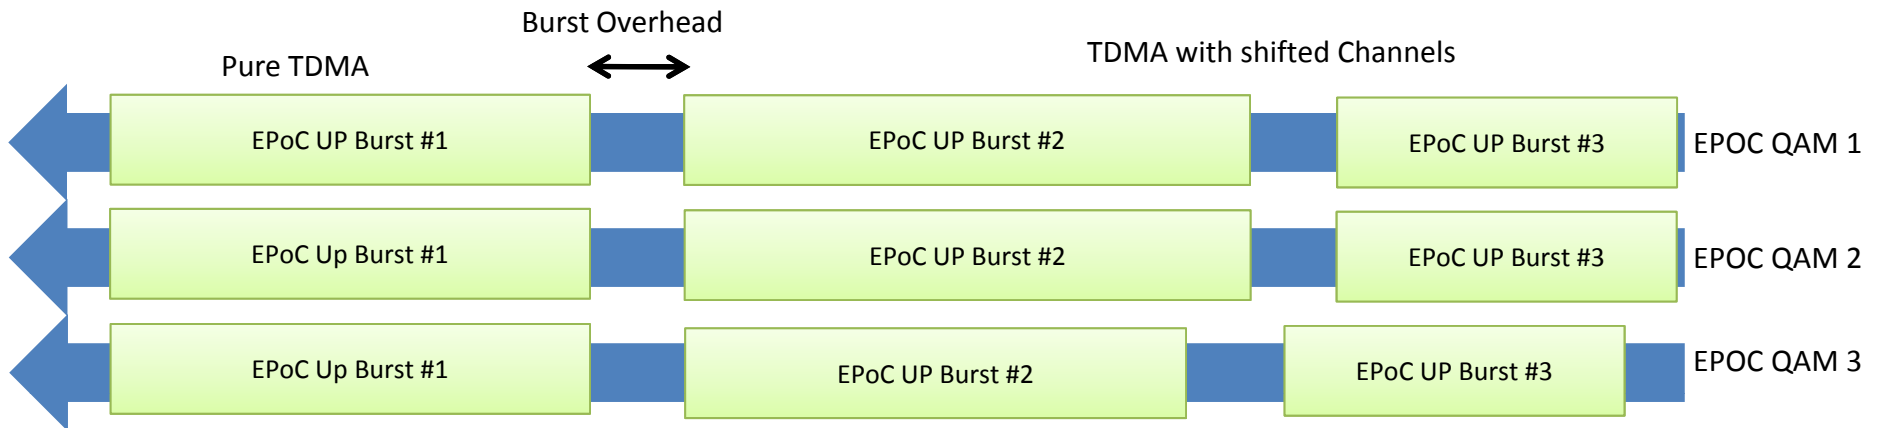 Burst Overhead
Pure TDMA
TDMA with shifted Channels
EPoC UP Burst #1
EPoC UP Burst #2
EPoC UP Burst #3
EPOC QAM 1
EPoC Up Burst #1
EPoC UP Burst #2
EPoC UP Burst #3
EPOC QAM 2
EPoC Up Burst #1
EPoC UP Burst #2
EPoC UP Burst #3
EPOC QAM 3